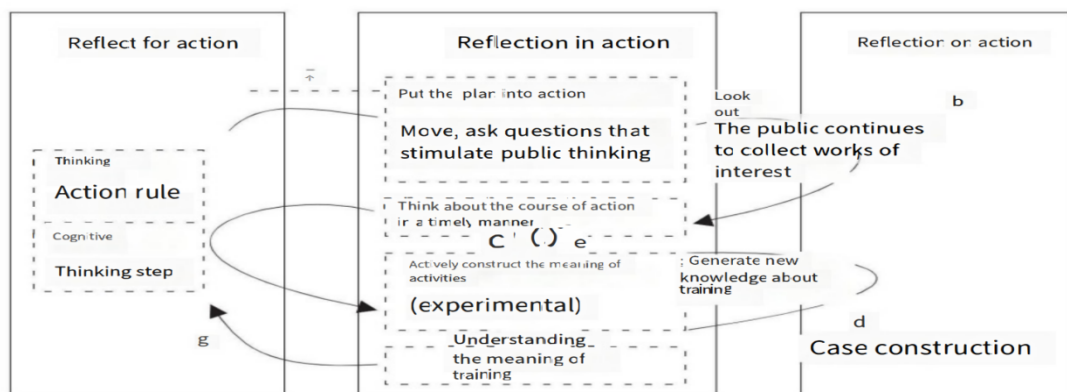 Reflect for action
Reflection in action
Reflection on action
Put the plan into action
Move, ask questions that
stimulate public thinking
Look
out
b
The public continues
to collect works of
interest
Thinking
Action rule
Cognitive
Thinking step
Think about the course of action
in a timely manner
C ' ( ) e
Actively construct the meaning of
activities
(experimental)
; Generate new
knowledge about
training
d
Case construction
g
Understanding
the meaning of
training